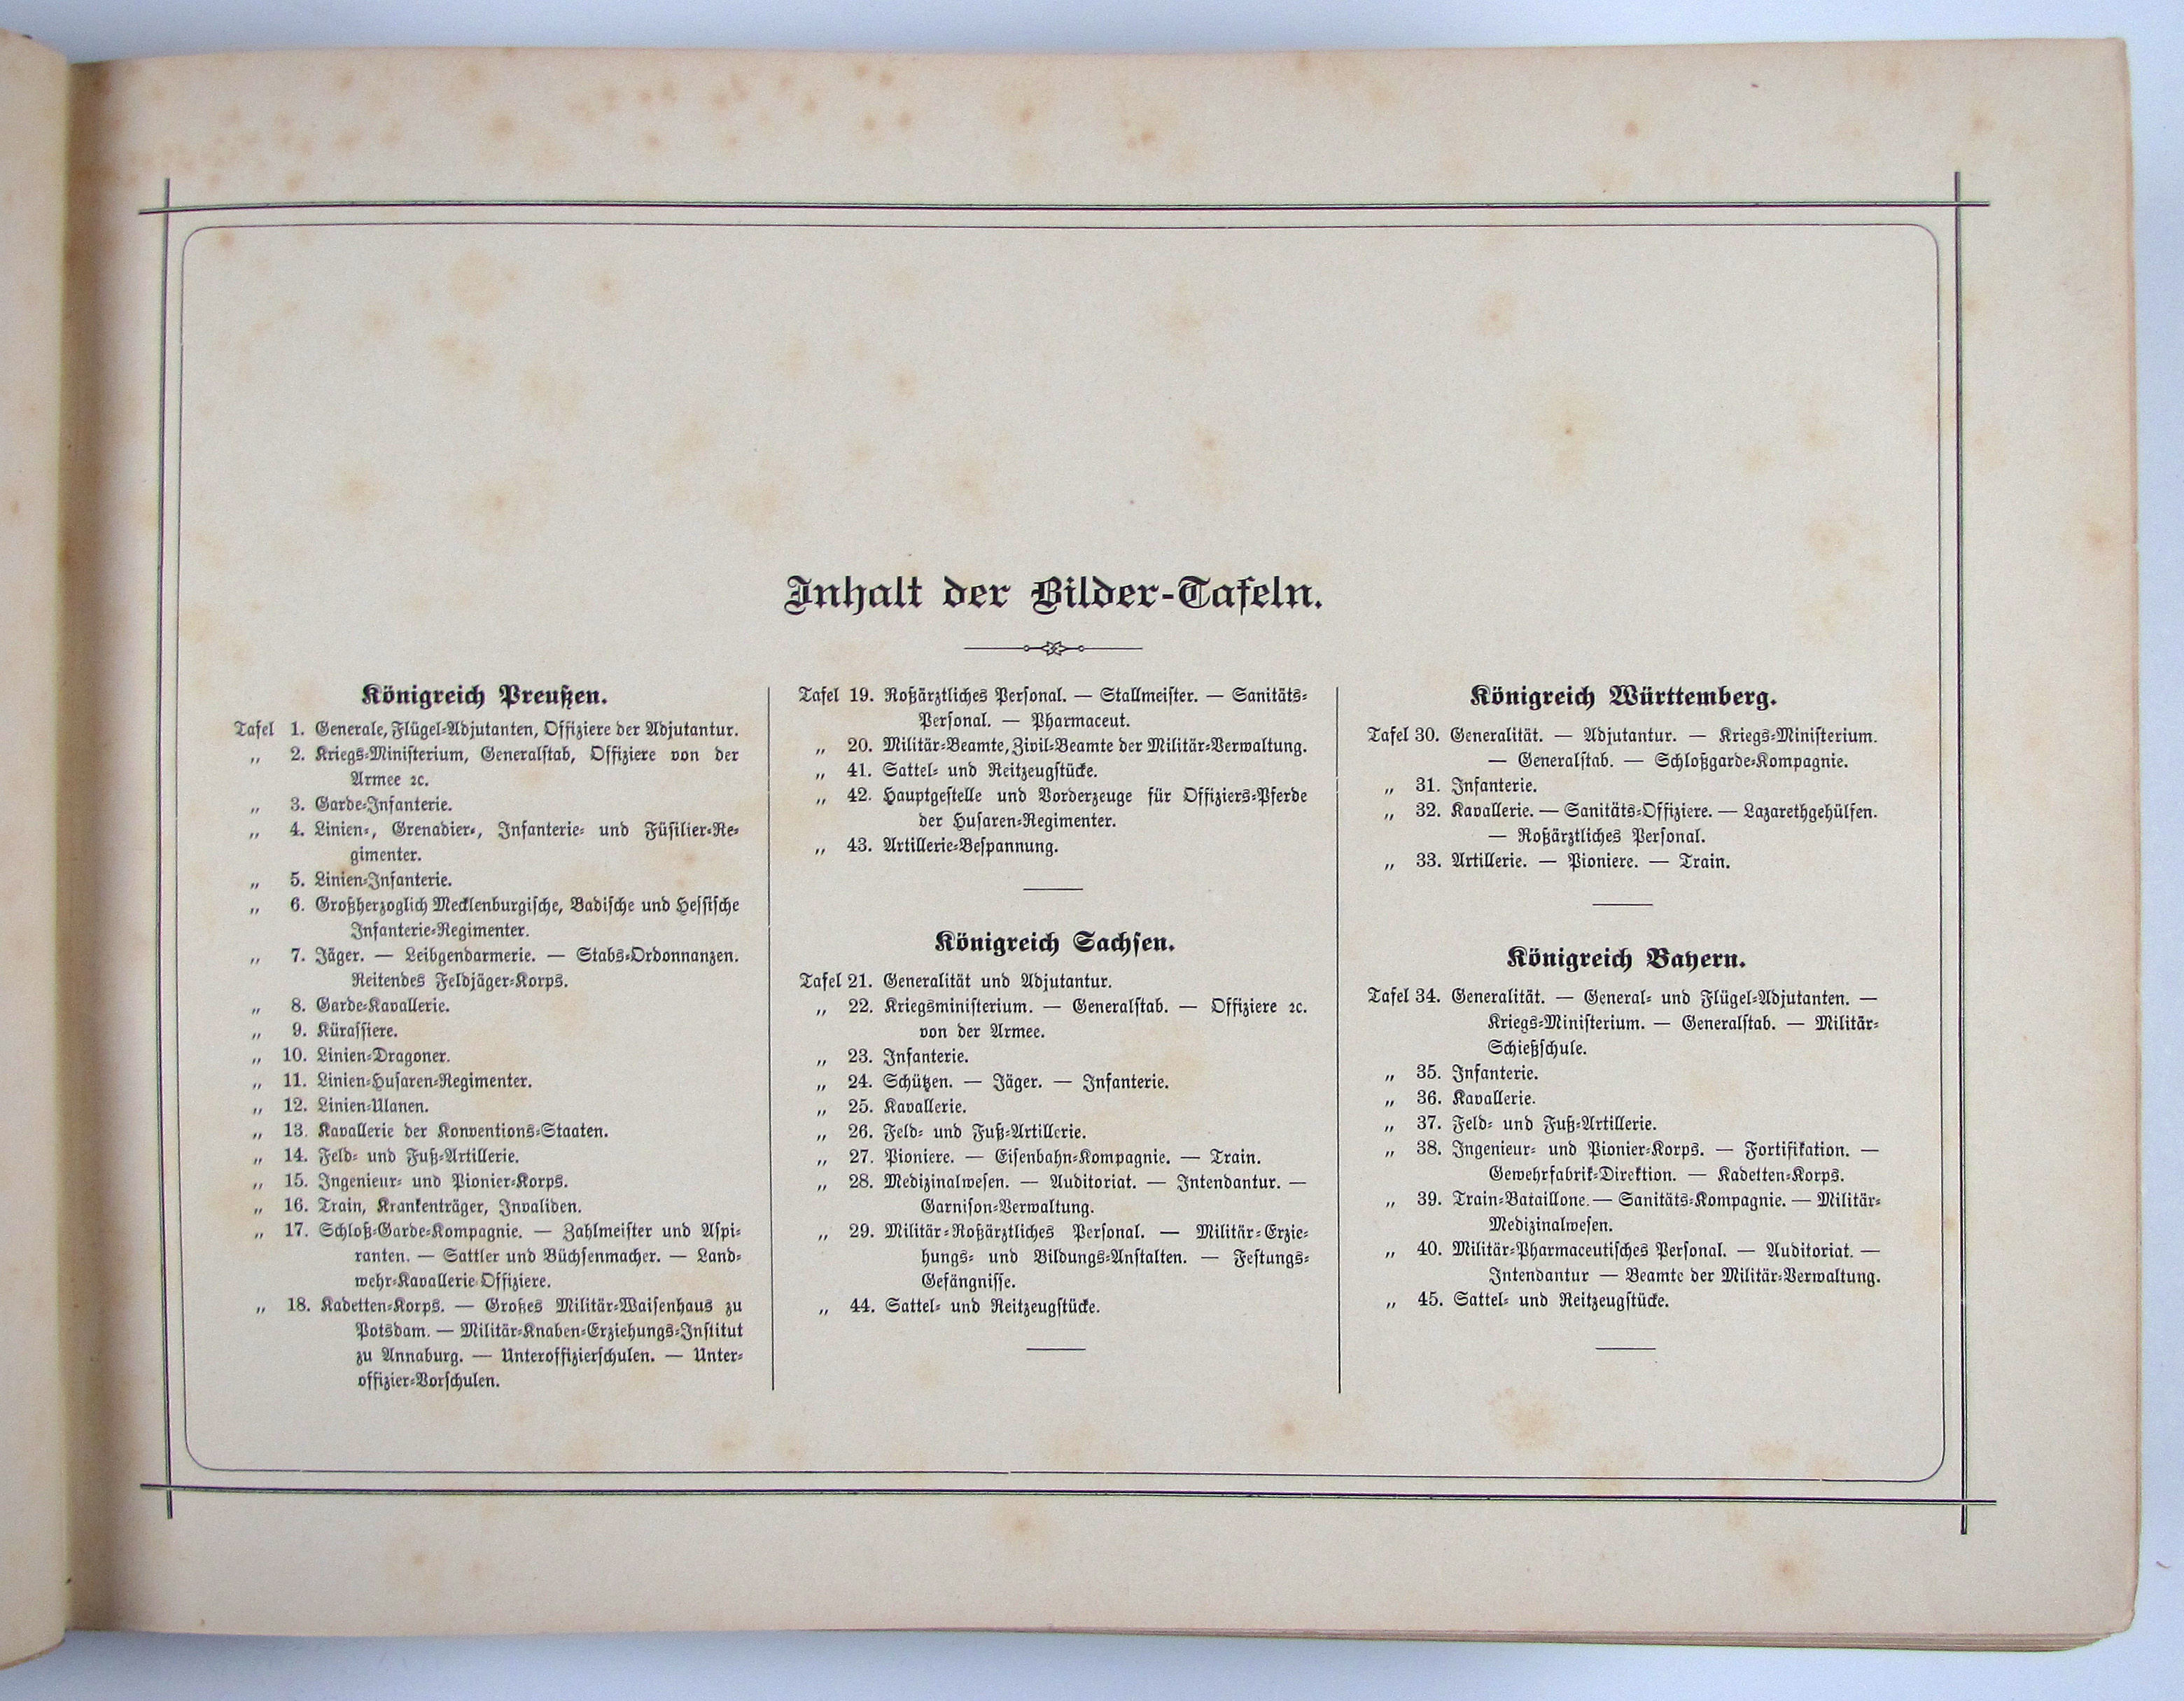 Inhalt der Bilder-Tafeln.
Königreich Preußen.
Tafel 1. Generale, Flügel-Adjutanten, Offiziere der Adjutantur.
„ 2. Kriegs-Ministerium, Generalstab, Offiziere von der
Armee ꝛc.
„ 3. Garde-Infanterie.
„ 4. Linien-, Grenadier-, Infanterie- und Füsilier-Re-
gimenter.
„ 5. Linien-Infanterie.
„ 6. Großherzoglich Mecklenburgische, Badische und Hessische
Infanterie-Regimenter.
„ 7. Jäger. — Leibgendarmerie. — Stabs-Ordonnanzen.
Reitendes Feldjäger-Korps.
„ 8. Garde-Kavallerie.
„ 9. Kürassiere.
„ 10. Linien-Dragoner.
„ 11. Linien-Husaren-Regimenter.
„ 12. Linien-Ulanen.
„ 13. Kavallerie der Konventions-Staaten.
„ 14. Feld- und Fuß-Artillerie.
„ 15. Ingenieur- und Pionier-Korps.
„ 16. Train, Krankenträger, Invaliden.
„ 17. Schloß-Garde-Kompagnie. — Zahlmeister und Aspi-
ranten. — Sattler und Büchsenmacher. — Land-
wehr-Kavallerie-Offiziere.
„ 18. Kadetten-Korps. — Großes Militär-Waisenhaus zu
Potsdam. — Militär-Knaben-Erziehungs-Institut
zu Annaburg. — Unteroffizierschulen. — Unter-
offizier-Vorschulen.
Tafel 19. Roßärztliches Personal. — Stallmeister. — Sanitäts-
Personal. — Pharmaceut.
„ 20. Militär-Beamte, Zivil-Beamte der Militär-Verwaltung.
„ 41. Sattel- und Reitzeugstücke.
„ 42. Hauptgestelle und Vorderzeuge für Offiziers-Pferde
der Husaren-Regimenter.
„ 43. Artillerie-Bespannung.
Königreich Sachsen.
Tafel 21. Generalität und Adjutantur.
„ 22. Kriegsministerium. — Generalstab. — Offiziere ꝛc.
von der Armee.
„ 23. Infanterie.
„ 24. Schützen. — Jäger. — Infanterie.
„ 25. Kavallerie.
„ 26. Feld- und Fuß-Artillerie.
„ 27. Pioniere. — Eisenbahn-Kompagnie. — Train.
„ 28. Medizinalwesen. — Auditoriat. — Intendantur. —
Garnison-Verwaltung.
„ 29. Militär-Roßärztliches Personal. — Militär-Erzie-
hungs- und Bildungs-Anstalten. — Festungs-
Gefängnisse.
„ 44. Sattel- und Reitzeugstücke.
Königreich Württemberg.
Tafel 30. Generalität. — Adjutantur. — Kriegs-Ministerium.
— Generalstab. — Schloßgarde-Kompagnie.
„ 31. Infanterie.
„ 32. Kavallerie. — Sanitäts-Offiziere. — Lazarethgehülfen.
— Roßärztliches Personal.
„ 33. Artillerie. — Pioniere. — Train.
Königreich Bayern.
Tafel 34. Generalität. — General- und Flügel-Adjutanten. —
Kriegs-Ministerium. — Generalstab. — Militär-
Schießschule.
„ 35. Infanterie.
„ 36. Kavallerie.
„ 37. Feld- und Fuß-Artillerie.
„ 38. Ingenieur- und Pionier-Korps. — Fortifikation. —
Gewehrfabrik-Direktion. — Kadetten-Korps.
„ 39. Train-Bataillone. — Sanitäts-Kompagnie. — Militär-
Medizinalwesen.
„ 40. Militär-Pharmaceutisches Personal. — Auditoriat. —
Intendantur — Beamte der Militär-Verwaltung.
„ 45. Sattel- und Reitzeugstücke.